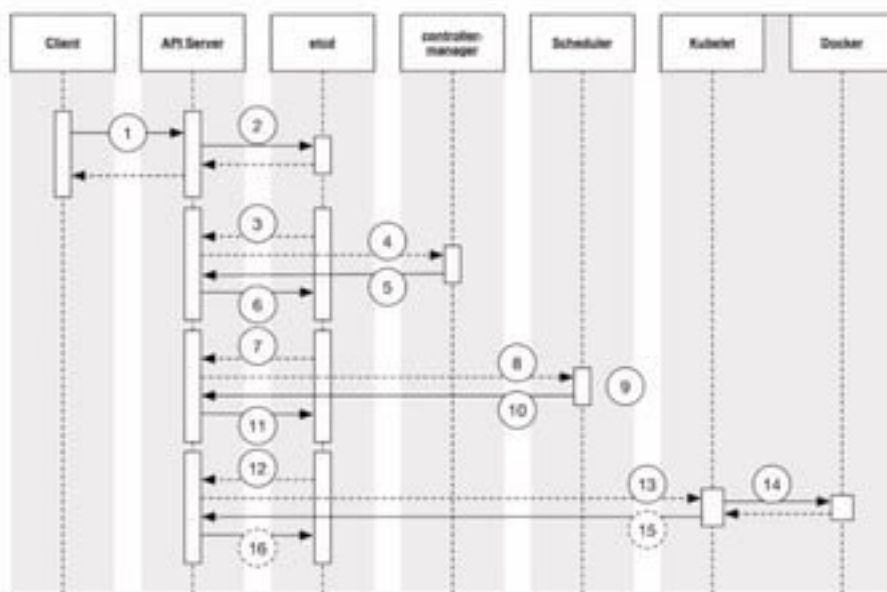 Client
API Server
etcd
controller-
manager
Scheduler
Kubelet
Docker
1
2
3
4
5
6
7
8
9
10
11
12
13
14
15
16